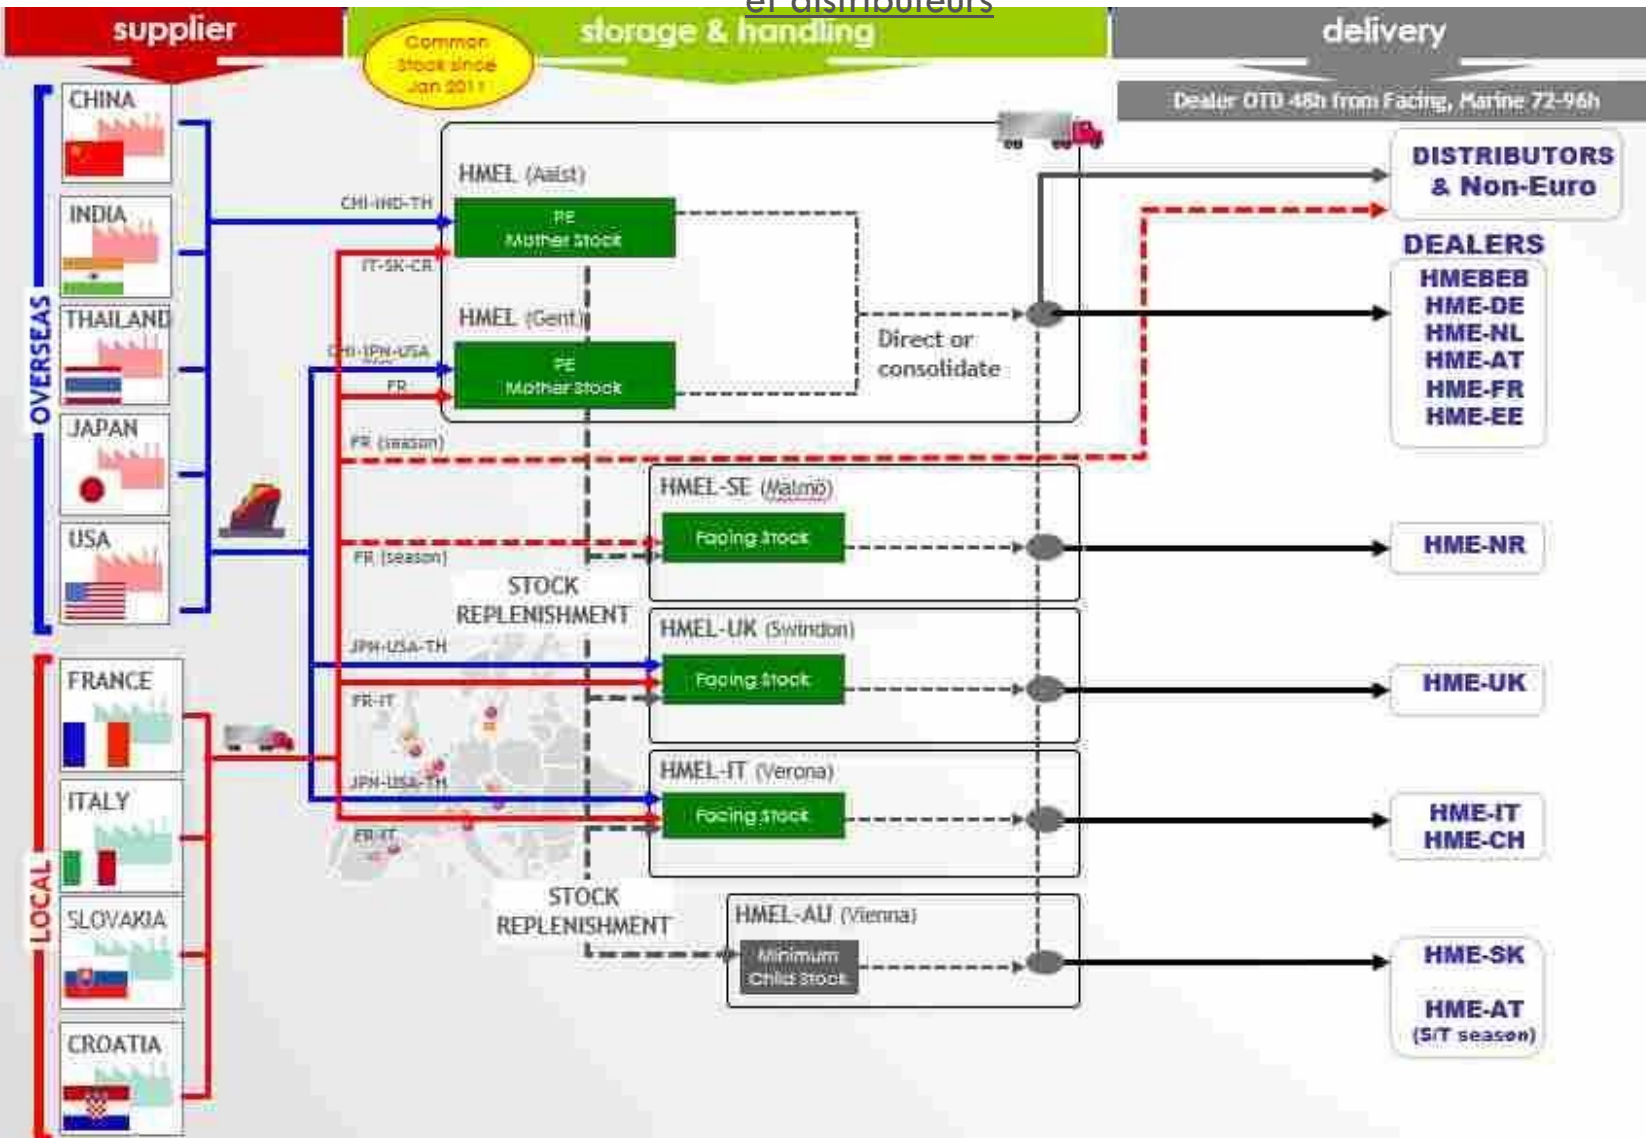 et distributeurs
supplier
storage & handling
delivery
Common
Stock since
Jan 2011
Dealer OTD 48h from Facing, Marine 72-96h
OVERSEAS
CHINA
INDIA
THAILAND
JAPAN
USA
LOCAL
FRANCE
ITALY
SLOVAKIA
CROATIA
CHI-IND-TH
IT-SK-CR
CHI-JPN-USA
FR
FR (season)
FR (season)
JPN-USA-TH
FR-IT
JPN-USA-TH
FR-IT
HMEL (Aalst)
PE
Mother Stock
HMEL (Gent)
PE
Mother Stock
Direct or
consolidate
STOCK
REPLENISHMENT
HMEL-SE (Malmo)
Facing Stock
HMEL-UK (Swindon)
Facing Stock
HMEL-IT (Verona)
Facing Stock
STOCK
REPLENISHMENT
HMEL-AU (Vienna)
Minimum
Child Stock
DISTRIBUTORS
& Non-Euro
DEALERS
HMEBEB
HME-DE
HME-NL
HME-AT
HME-FR
HME-EE
HME-NR
HME-UK
HME-IT
HME-CH
HME-SK
HME-AT
(S/T season)